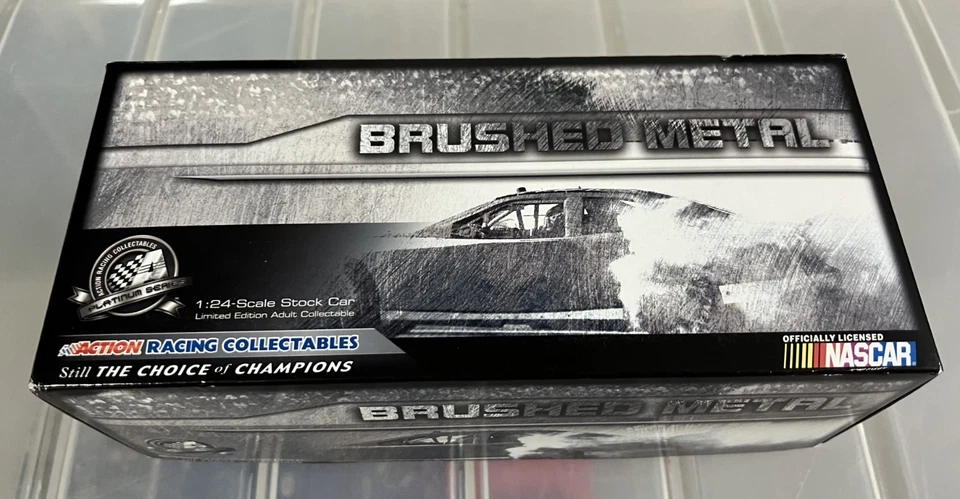 BRUSHED METAL
ACTION RACING COLLECTABLES
PLATINUM SERIES
1:24-Scale Stock Car
Limited Edition Adult Collectable
ACTION RACING COLLECTABLES
Still THE CHOICE of CHAMPIONS
OFFICIALLY LICENSED
NASCAR
BRUSHED METAL